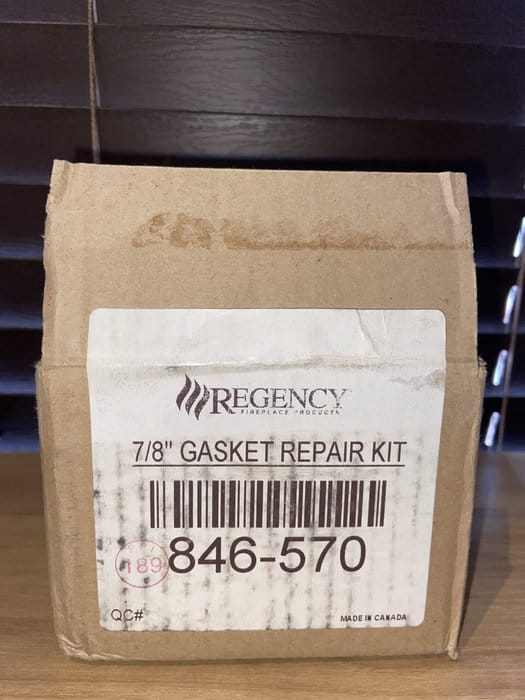 REGENCY
FIREPLACE PRODUCTS
7/8" GASKET REPAIR KIT
846-570
189
QC#
MADE IN CANADA